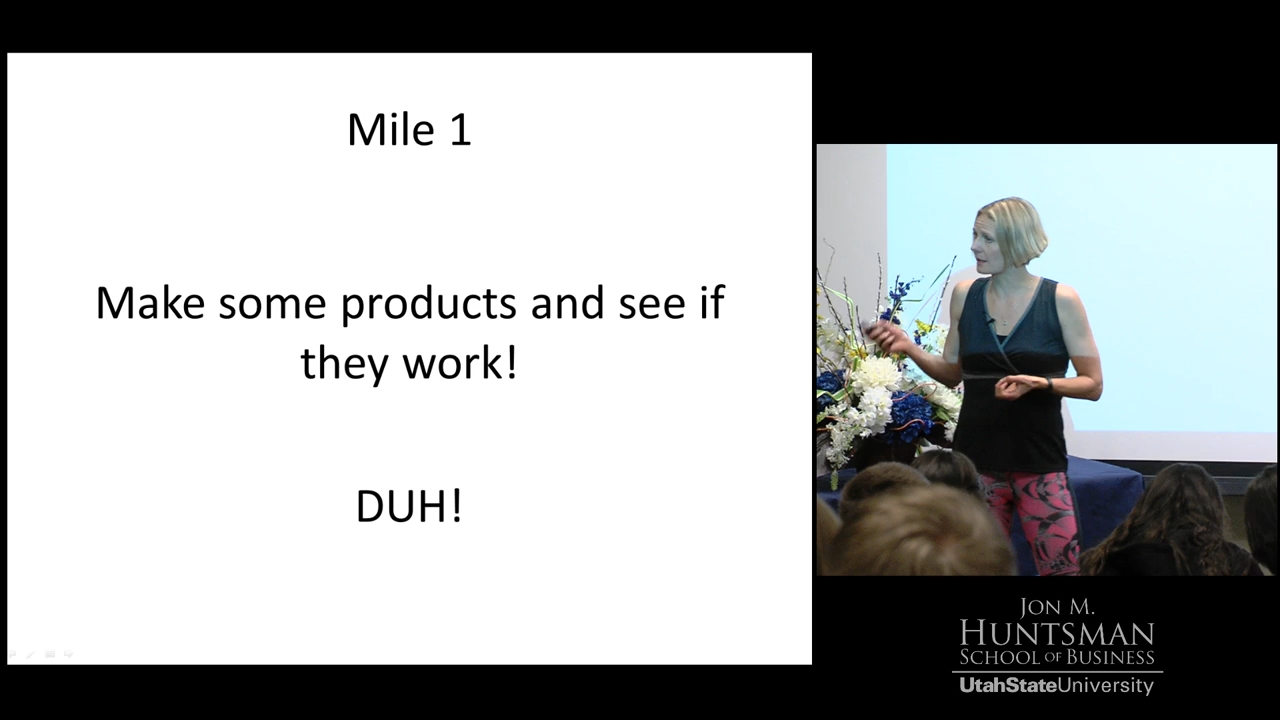 Mile 1
Make some products and see if
they work!
DUH!
JON M.
HUNTSMAN
SCHOOL OF BUSINESS
UtahStateUniversity